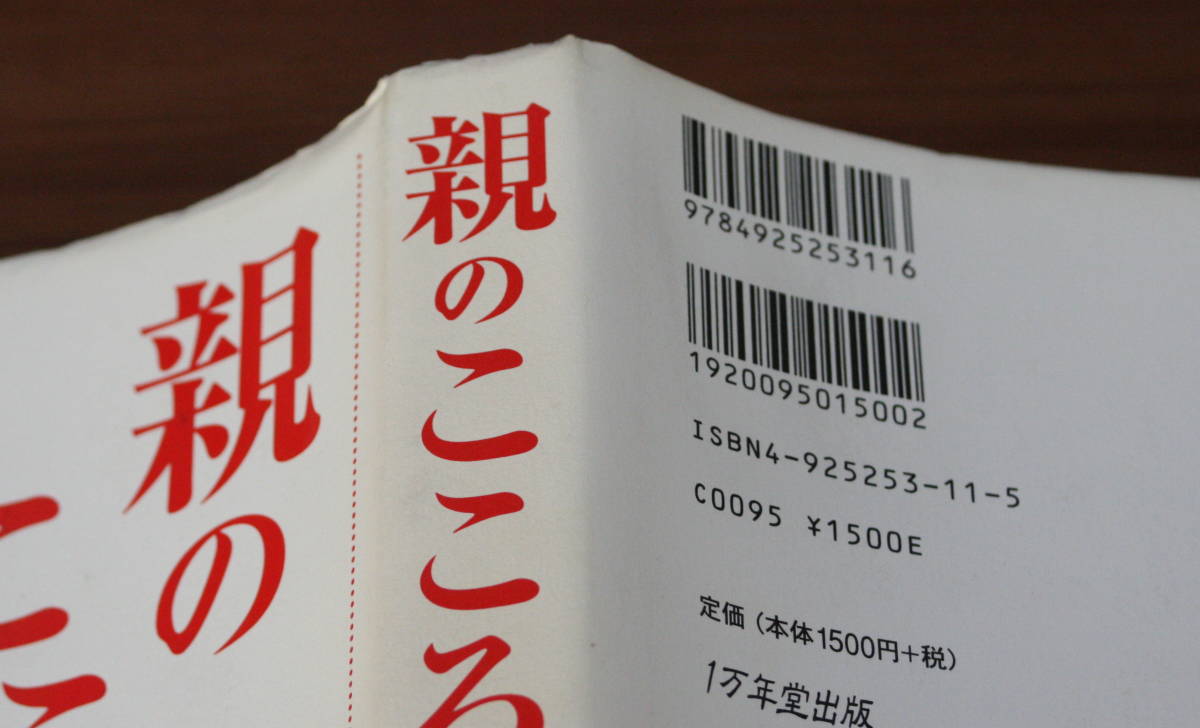 親のこ
親のこころ
9784925253116
1920095015002
ISBN4-925253-11-5
C0095 ¥1500E
定価（本体1500円＋税）
1万年堂出版